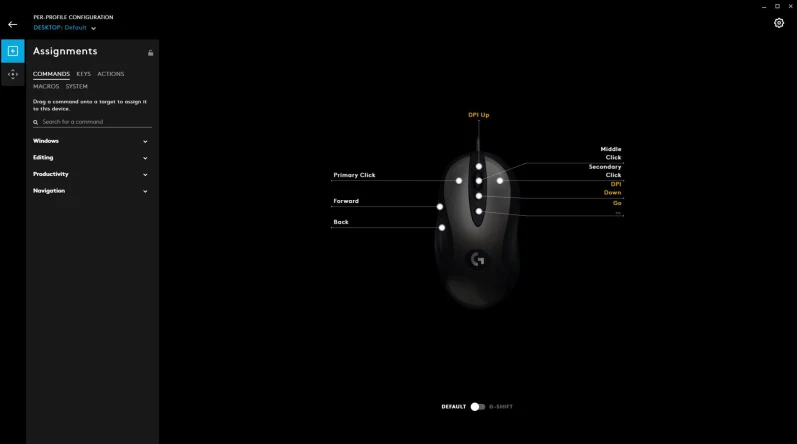 PER-PROFILE CONFIGURATION
DESKTOP: Default
Assignments
COMMANDS KEYS ACTIONS
MACROS SYSTEM
Drag a command onto a target to assign it
to this device.
Search for a command
Windows
Editing
Productivity
Navigation
DPI Up
Primary Click
Forward
Back
Middle
Click
Secondary
Click
DPI
Down
Go
...
DEFAULT G-SHIFT